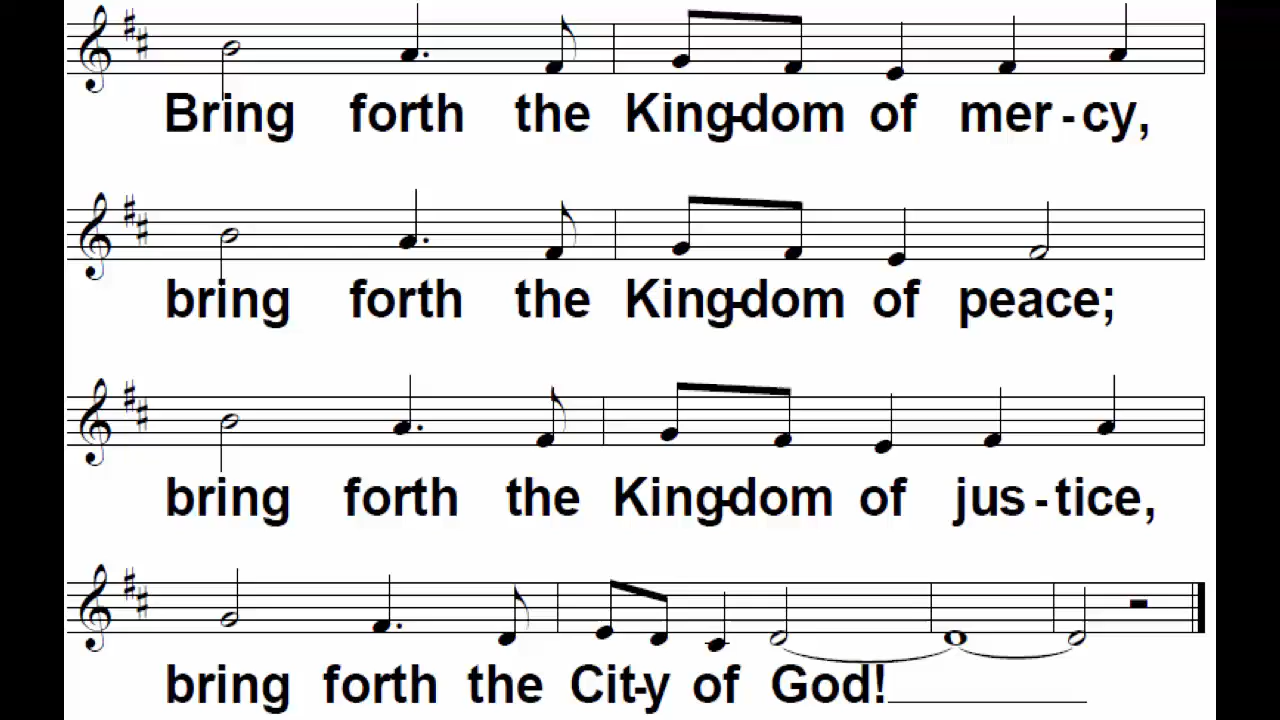 Bring forth the King-dom of mer-cy,
bring forth the King-dom of peace;
bring forth the King-dom of jus-tice,
bring forth the Cit-y of God!